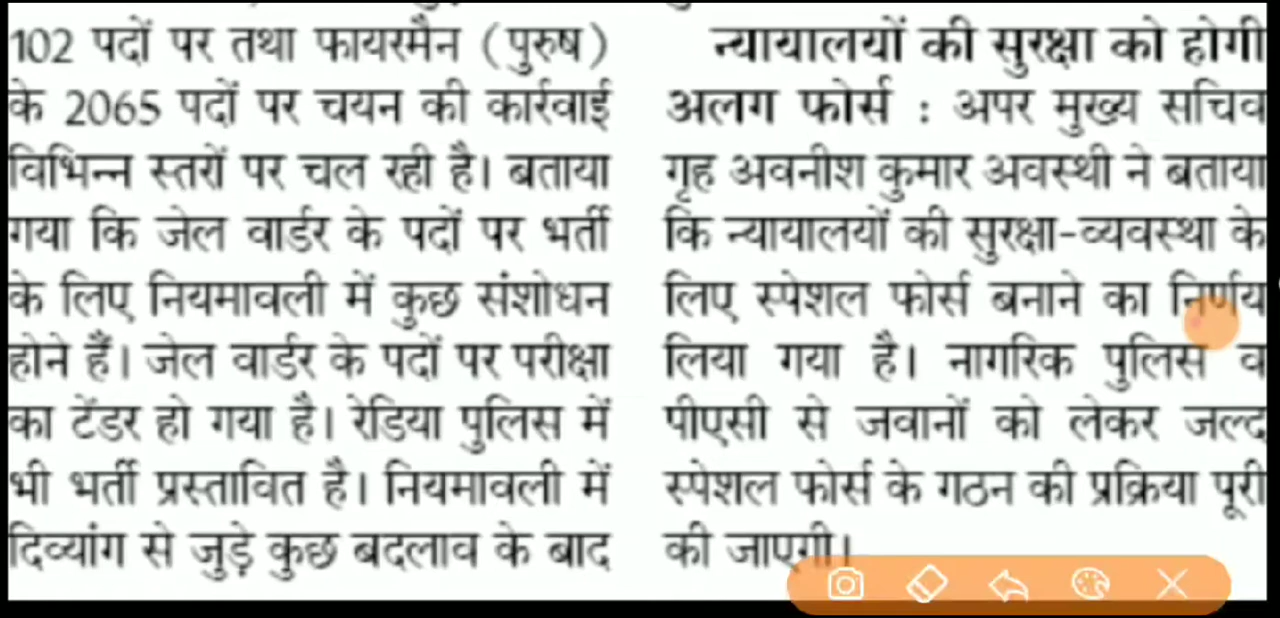 102 पदों पर तथा फायरमैन (पुरुष)
के 2065 पदों पर चयन की कार्रवाई
विभिन्न स्तरों पर चल रही है। बताया
गया कि जेल वार्डर के पदों पर भर्ती
के लिए नियमावली में कुछ संशोधन
होने हैं। जेल वार्डर के पदों पर परीक्षा
का टेंडर हो गया है। रेडिया पुलिस में
भी भर्ती प्रस्तावित है। नियमावली में
दिव्यांग से जुड़े कुछ बदलाव के बाद
न्यायालयों की सुरक्षा को होगी
अलग फोर्स : अपर मुख्य सचिव
गृह अवनीश कुमार अवस्थी ने बताया
कि न्यायालयों की सुरक्षा-व्यवस्था के
लिए स्पेशल फोर्स बनाने का निर्णय
लिया गया है। नागरिक पुलिस व
पीएसी से जवानों को लेकर जल्द
स्पेशल फोर्स के गठन की प्रक्रिया पूरी
की जाएगी।